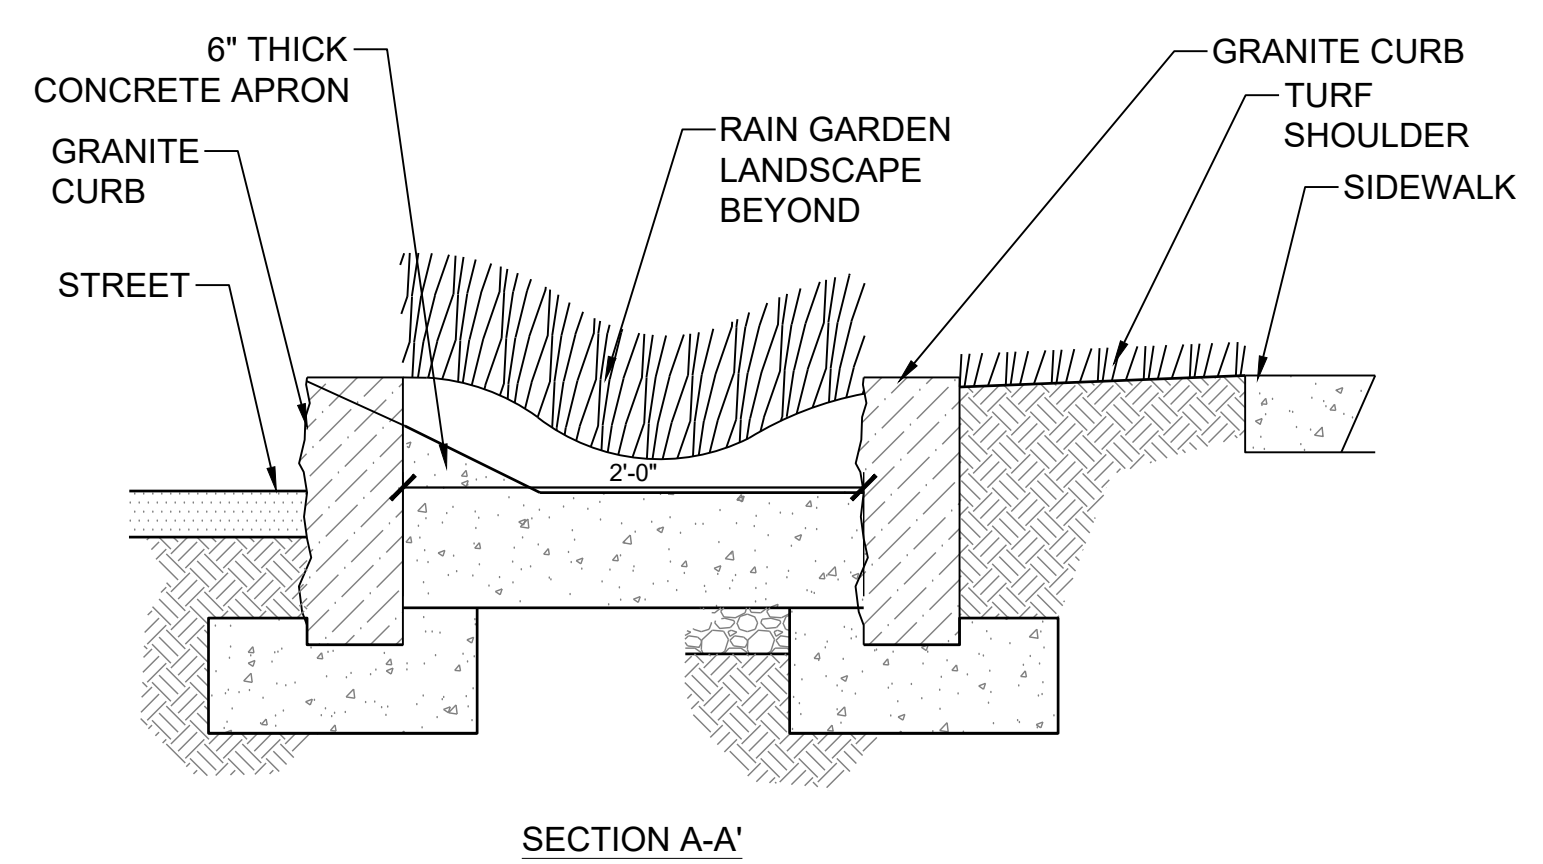 6" THICK
CONCRETE APRON
GRANITE
CURB
STREET
RAIN GARDEN
LANDSCAPE
BEYOND
GRANITE CURB
TURF
SHOULDER
SIDEWALK
2'-0"
SECTION A-A'